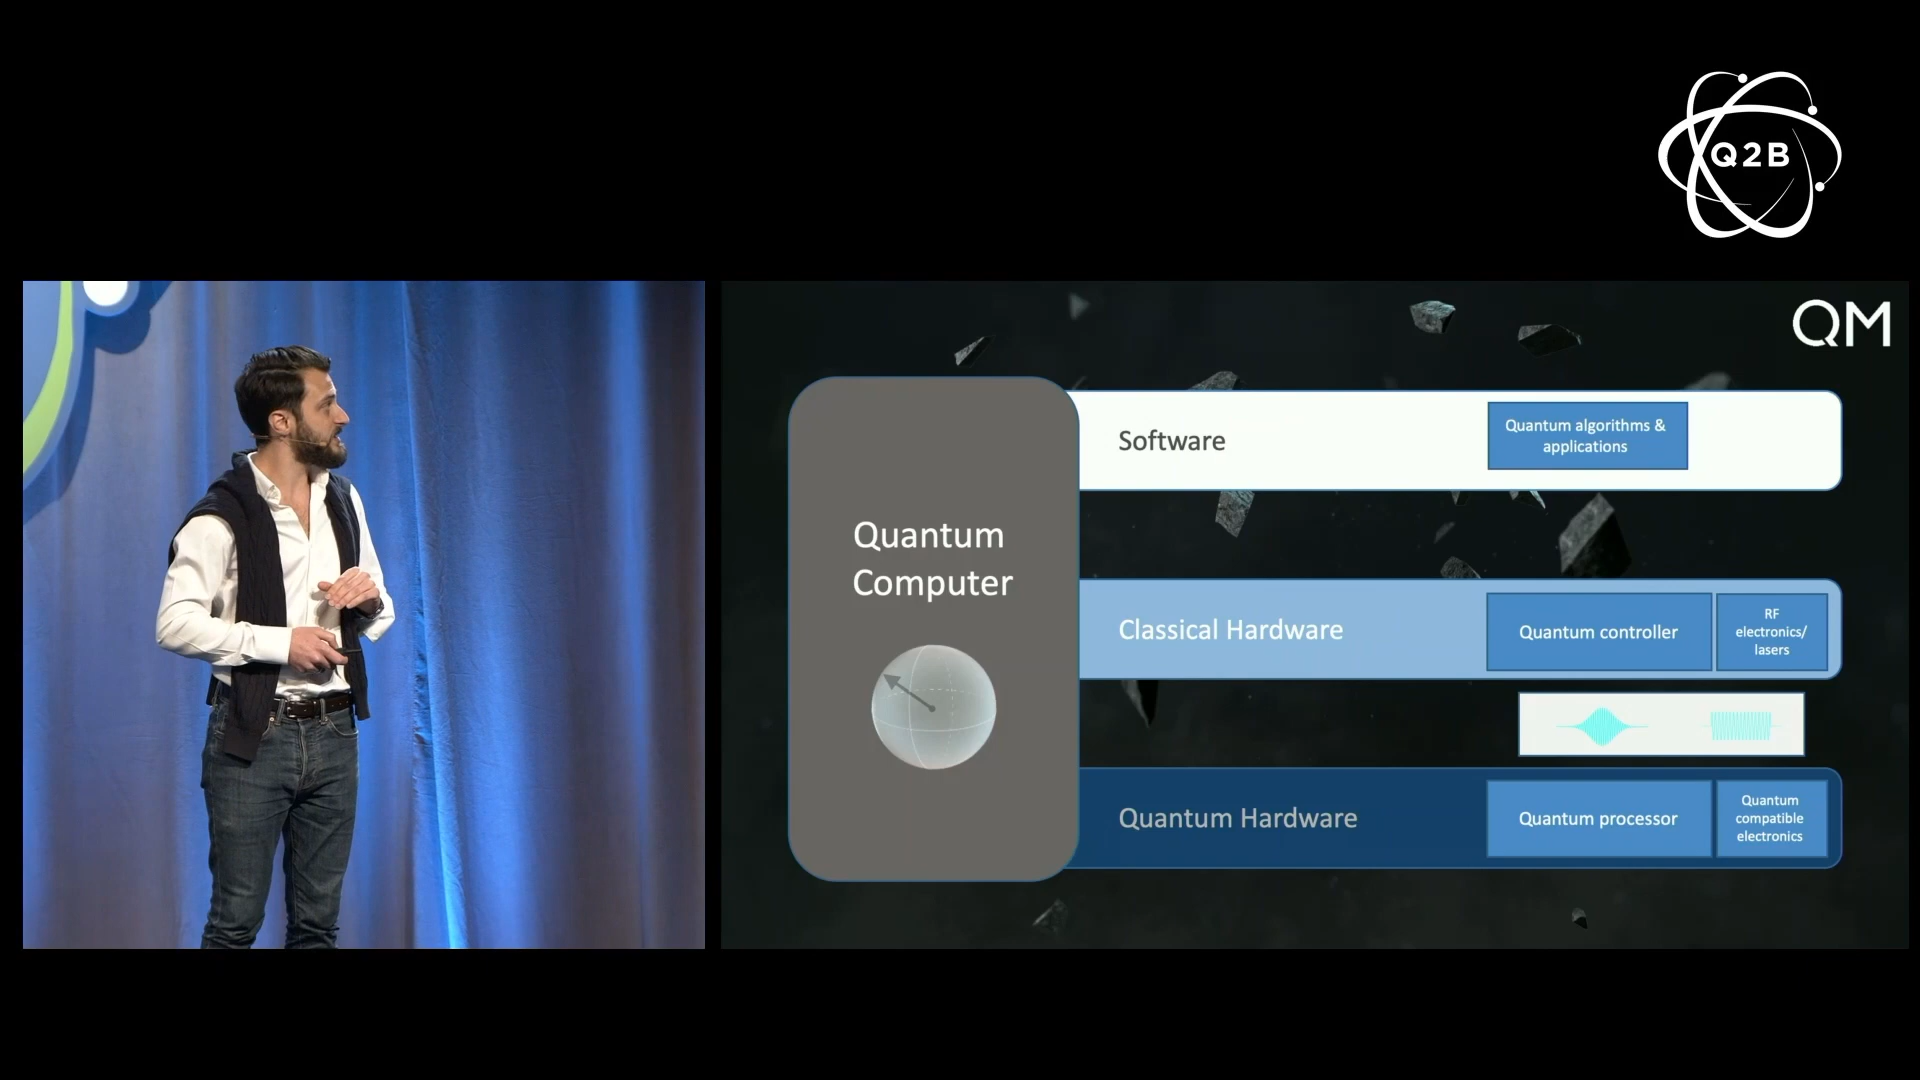 Q2B
QM
Quantum
Computer
Software
Quantum algorithms &
applications
Classical Hardware
Quantum controller
RF
electronics/
lasers
Quantum Hardware
Quantum processor
Quantum
compatible
electronics